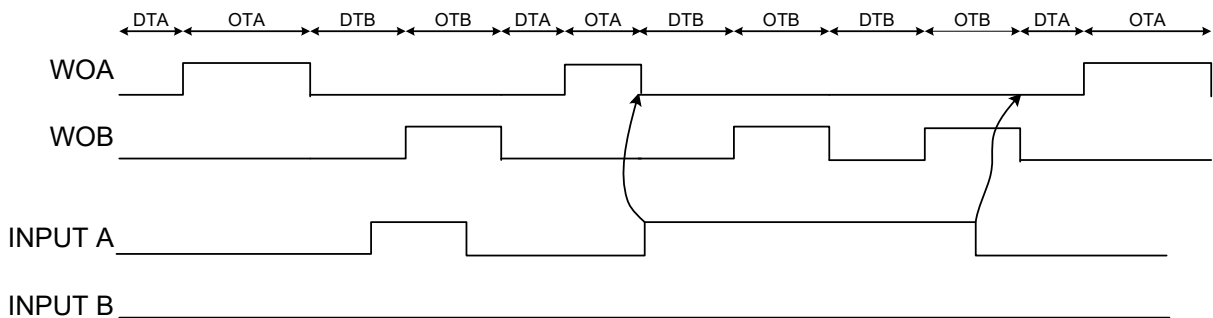 DTA OTA DTB OTB DTA OTA DTB OTB DTB OTB DTA OTA
WOA
WOB
INPUT A
INPUT B